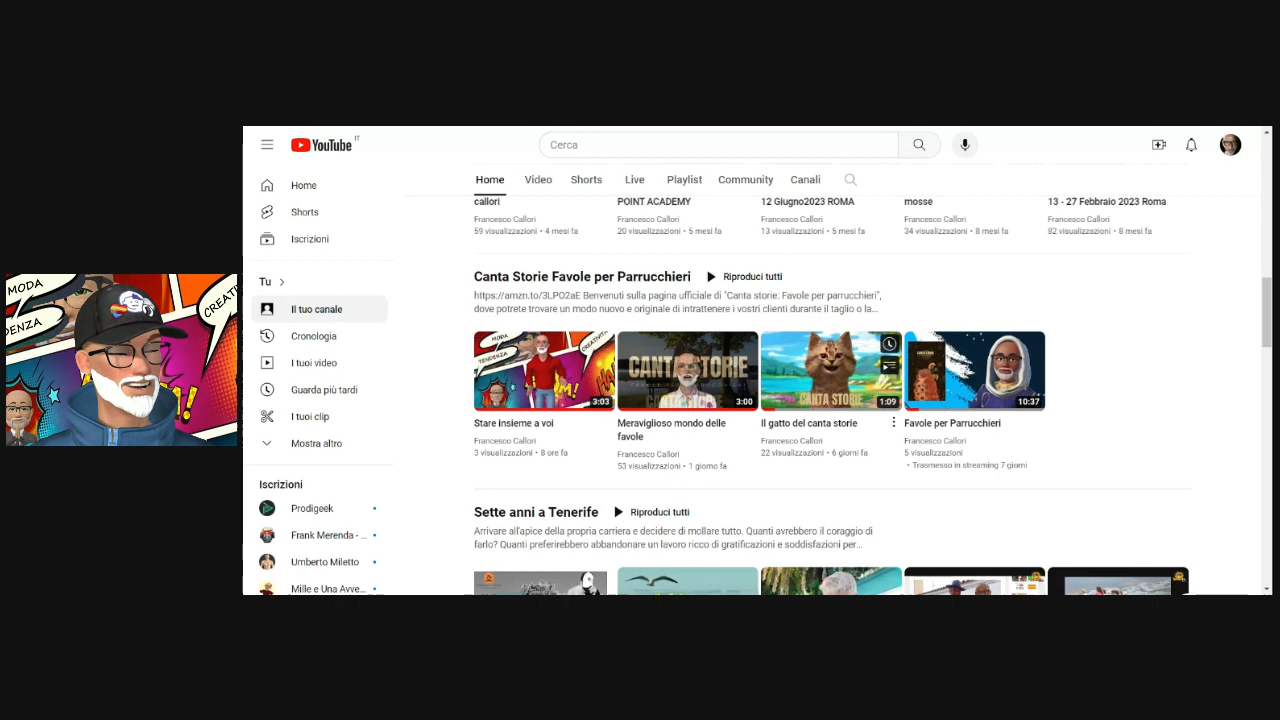 MODA
DENZA
CREATI
YouTube IT
Cerca
Home
Shorts
Iscrizioni
Tu
Il tuo canale
Cronologia
I tuoi video
Guarda più tardi
I tuoi clip
Mostra altro
Iscrizioni
Prodigeek
Frank Merenda - ...
Umberto Miletto
Mille e Una Avve...
Home Video Shorts Live Playlist Community Canali
callori
Francesco Callori
59 visualizzazioni • 4 mesi fa
POINT ACADEMY
Francesco Callori
20 visualizzazioni • 5 mesi fa
12 Giugno2023 ROMA
Francesco Callori
13 visualizzazioni • 5 mesi fa
mosse
Francesco Callori
34 visualizzazioni • 8 mesi fa
13 - 27 Febbraio 2023 Roma
Francesco Callori
82 visualizzazioni • 8 mesi fa
Canta Storie Favole per Parrucchieri Riproduci tutti
https://amzn.to/3LPO2aE Benvenuti sulla pagina ufficiale di "Canta storie: Favole per parrucchieri",
dove potrete trovare un modo nuovo e originale di intrattenere i vostri clienti durante il taglio o la...
MODA
TENDENZA
3:03
Stare insieme a voi
Francesco Callori
3 visualizzazioni • 8 ore fa
CANTA STORIE
3:00
Meraviglioso mondo delle
favole
Francesco Callori
53 visualizzazioni • 1 giorno fa
CANTA STORIE
1:09
Il gatto del canta storie
Francesco Callori
22 visualizzazioni • 6 giorni fa
10:37
Favole per Parrucchieri
Francesco Callori
5 visualizzazioni
• Trasmesso in streaming 7 giorni
Sette anni a Tenerife Riproduci tutti
Arrivare all'apice della propria carriera e decidere di mollare tutto. Quanti avrebbero il coraggio di
farlo? Quanti preferirebbero abbandonare un lavoro ricco di gratificazioni e soddisfazioni per...